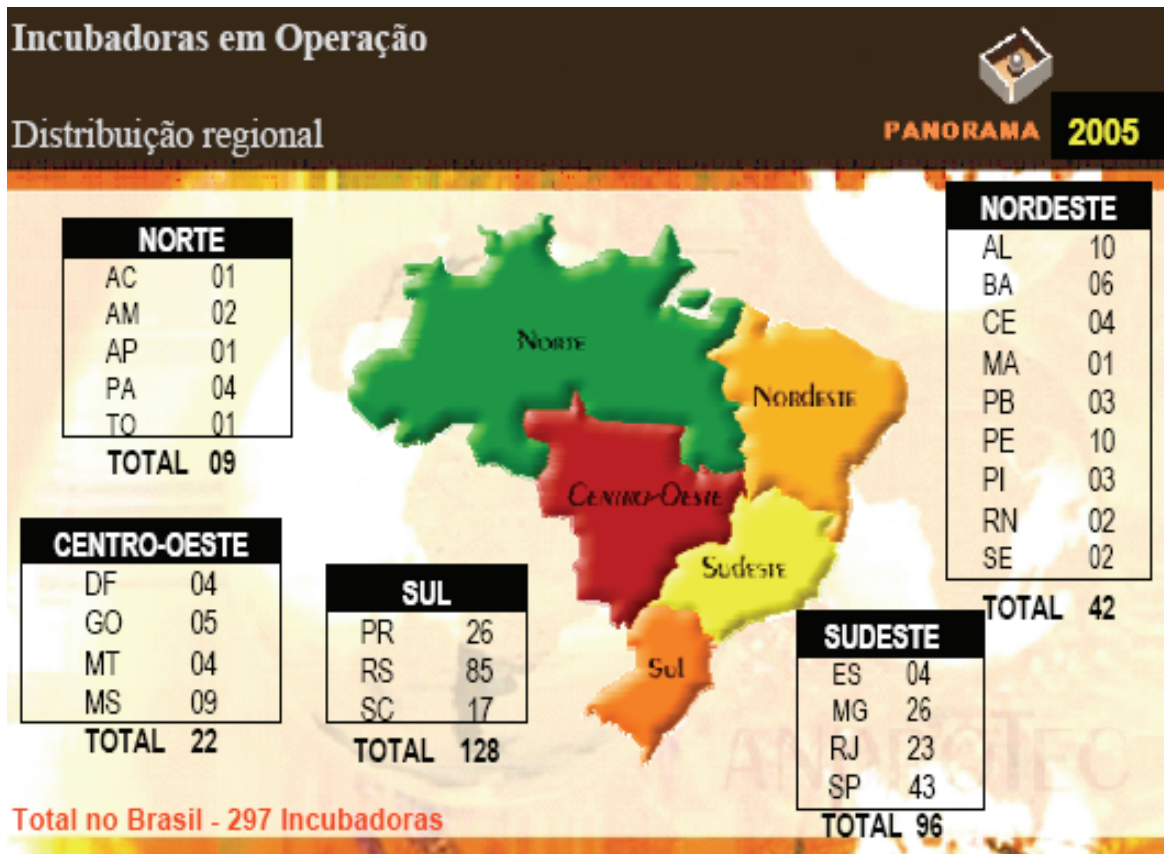 Incubadoras em Operação
Distribuição regional
PANORAMA 2005
NORTE
AC 01
AM 02
AP 01
PA 04
TO 01
TOTAL 09
NORDESTE
AL 10
BA 06
CE 04
MA 01
PB 03
PE 10
PI 03
RN 02
SE 02
TOTAL 42
Norte
Nordeste
Centro-Oeste
Sudeste
Sul
CENTRO-OESTE
DF 04
GO 05
MT 04
MS 09
TOTAL 22
SUL
PR 26
RS 85
SC 17
TOTAL 128
SUDESTE
ES 04
MG 26
RJ 23
SP 43
TOTAL 96
ANPROTEC
Total no Brasil - 297 Incubadoras